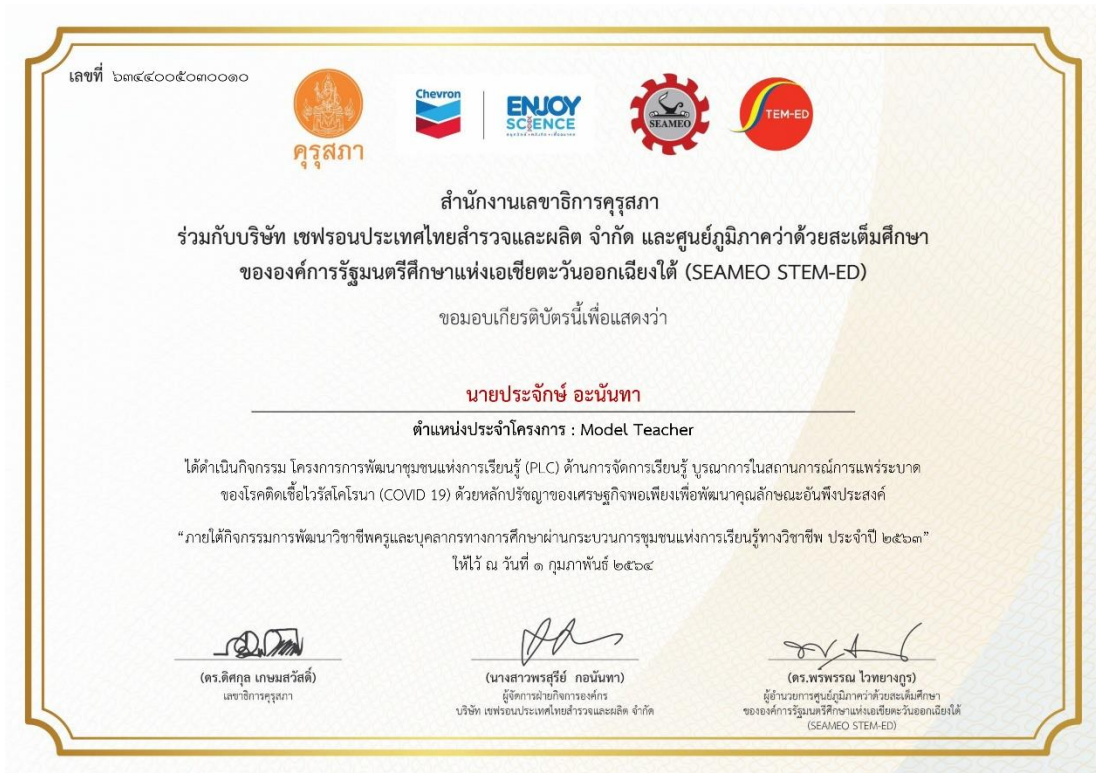 เลขที่ ๖๓๔๔๐๐๕๐๓๐๐๑๐
คุรุสภา
Chevron
ENJOY
SCIENCE
SEAMEO
STEM-ED
สำนักงานเลขาธิการคุรุสภา
ร่วมกับบริษัท เชฟรอนประเทศไทยสำรวจและผลิต จำกัด และศูนย์ภูมิภาคว่าด้วยสะเต็มศึกษา
ขององค์การรัฐมนตรีศึกษาแห่งเอเชียตะวันออกเฉียงใต้ (SEAMEO STEM-ED)
ขอมอบเกียรติบัตรนี้เพื่อแสดงว่า
นายประจักษ์ อะนันทา
ตำแหน่งประจำโครงการ : Model Teacher
ได้ดำเนินกิจกรรม โครงการการพัฒนาชุมชนแห่งการเรียนรู้ (PLC) ด้านการจัดการเรียนรู้ บูรณาการในสถานการณ์การแพร่ระบาด
ของโรคติดเชื้อไวรัสโคโรนา (COVID 19) ด้วยหลักปรัชญาของเศรษฐกิจพอเพียงเพื่อพัฒนาคุณลักษณะอันพึงประสงค์
“ภายใต้กิจกรรมการพัฒนาวิชาชีพครูและบุคลากรทางการศึกษาผ่านกระบวนการชุมชนแห่งการเรียนรู้ทางวิชาชีพ ประจำปี ๒๕๖๓”
ให้ไว้ ณ วันที่ ๑ กุมภาพันธ์ ๒๕๖๔
(ดร.ดิศกุล เกษมสวัสดิ์)
เลขาธิการคุรุสภา
(นางสาวพรสุรีย์ กอนันทา)
ผู้จัดการฝ่ายกิจการองค์กร
บริษัท เชฟรอนประเทศไทยสำรวจและผลิต จำกัด
(ดร.พรพรรณ ไวทยางกูร)
ผู้อำนวยการศูนย์ภูมิภาคว่าด้วยสะเต็มศึกษา
ขององค์การรัฐมนตรีศึกษาแห่งเอเชียตะวันออกเฉียงใต้
(SEAMEO STEM-ED)